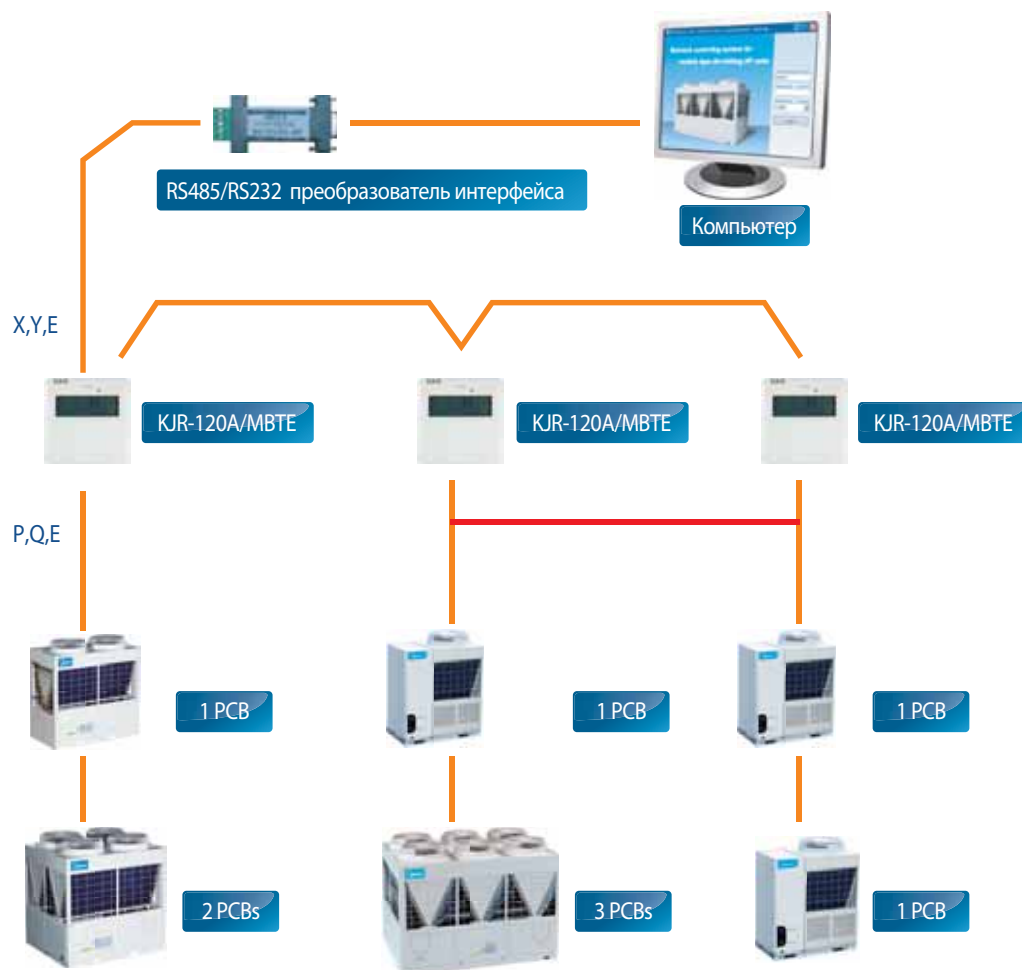 RS485/RS232 преобразователь интерфейса
Компьютер
X,Y,E
KJR-120A/MBTE
KJR-120A/MBTE
KJR-120A/MBTE
P,Q,E
1 PCB
1 PCB
1 PCB
2 PCBs
3 PCBs
1 PCB